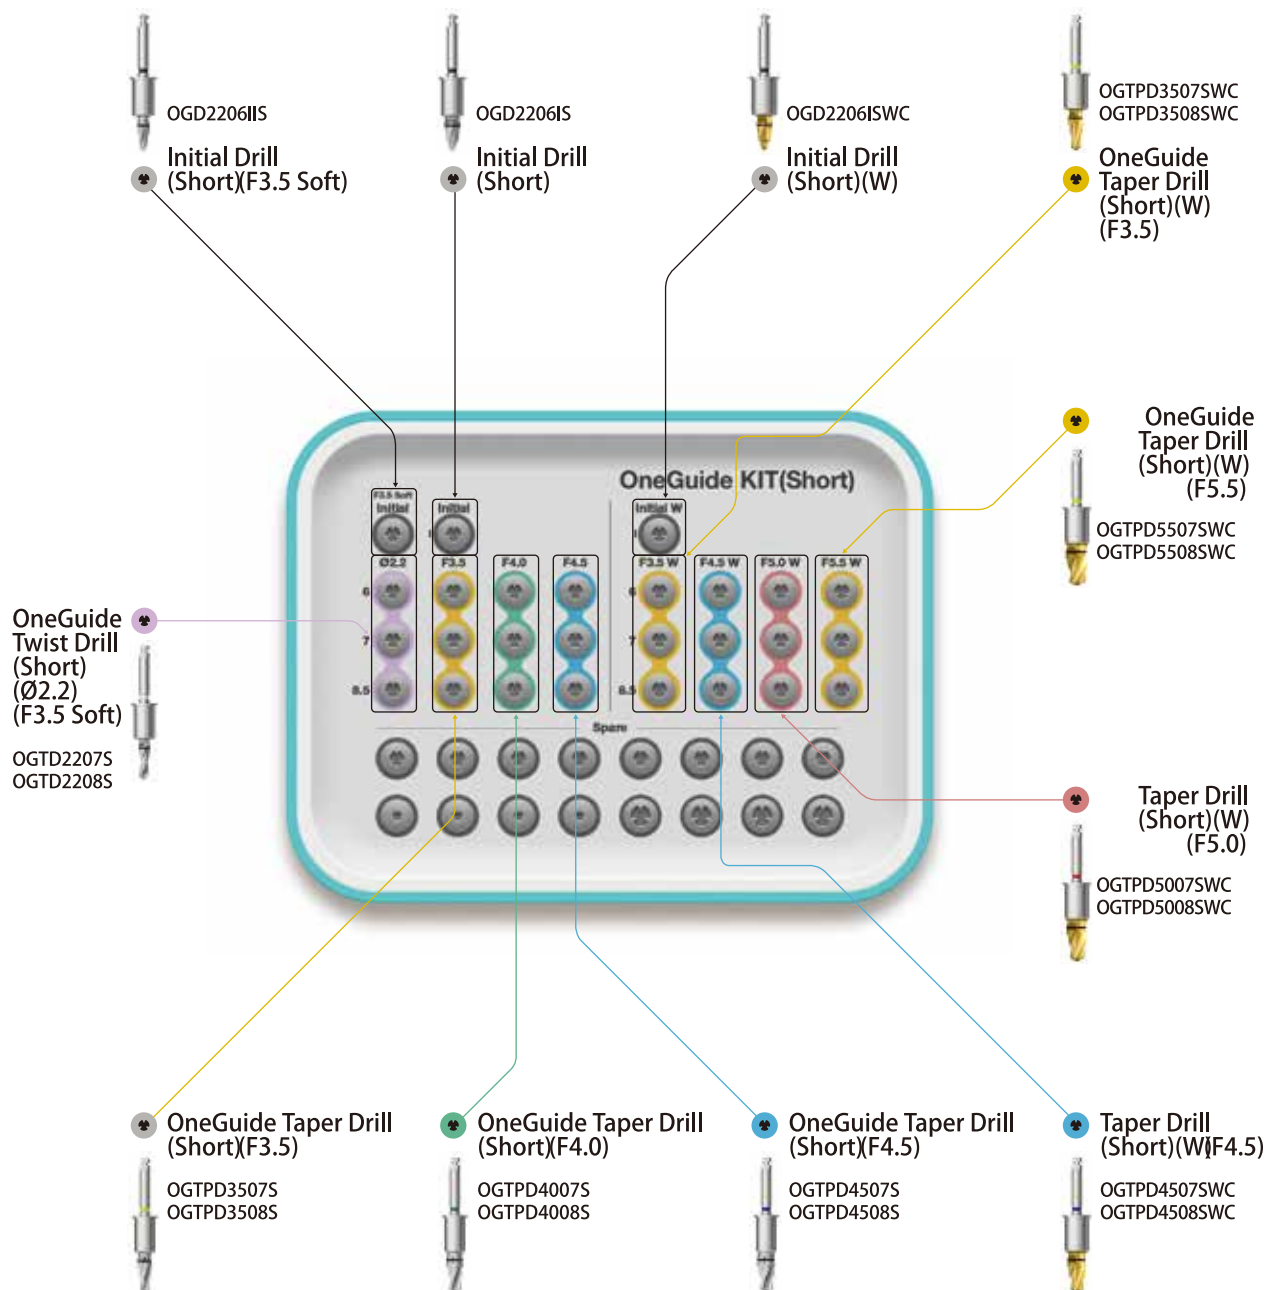 OGD2206IIS
Initial Drill
(Short)(F3.5 Soft)
OGD2206IS
Initial Drill
(Short)
OGD2206ISWC
Initial Drill
(Short)(W)
OGTPD3507SWC
OGTPD3508SWC
OneGuide
Taper Drill
(Short)(W)
(F3.5)
OneGuide
Taper Drill
(Short)(W)
(F5.5)
OGTPD5507SWC
OGTPD5508SWC
OneGuide KIT(Short)
F3.5 Soft
Initial
Initial
Initial W
I
I
Ø2.2 F3.5 F4.0 F4.5 F3.5 W F4.5 W F5.0 W F5.5 W
6 6
7 7
8.5 8.5
Spare
OneGuide
Twist Drill
(Short)
(Ø2.2)
(F3.5 Soft)
OGTD2207S
OGTD2208S
Taper Drill
(Short)(W)
(F5.0)
OGTPD5007SWC
OGTPD5008SWC
OneGuide Taper Drill
(Short)(F3.5)
OGTPD3507S
OGTPD3508S
OneGuide Taper Drill
(Short)(F4.0)
OGTPD4007S
OGTPD4008S
OneGuide Taper Drill
(Short)(F4.5)
OGTPD4507S
OGTPD4508S
Taper Drill
(Short)(W)(F4.5)
OGTPD4507SWC
OGTPD4508SWC